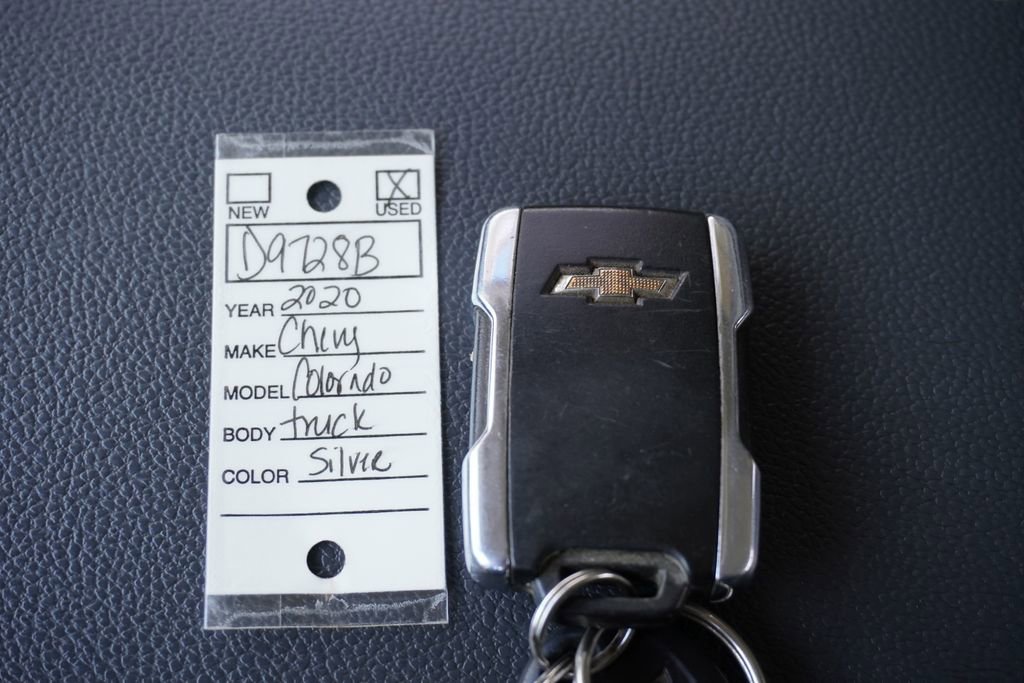 NEW USED
D9728B
YEAR 2020
MAKE Chevy
MODEL Colorado
BODY truck
COLOR Silver